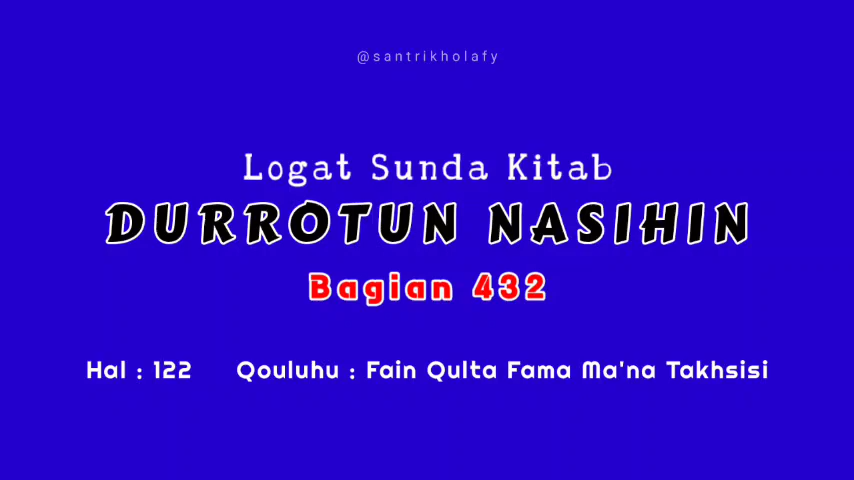 @santrikholafy
Logat Sunda Kitab
DURROTUN NASIHIN
Bagian 432
Hal : 122 Qouluhu : Fain Qulta Fama Ma'na Takhsisi